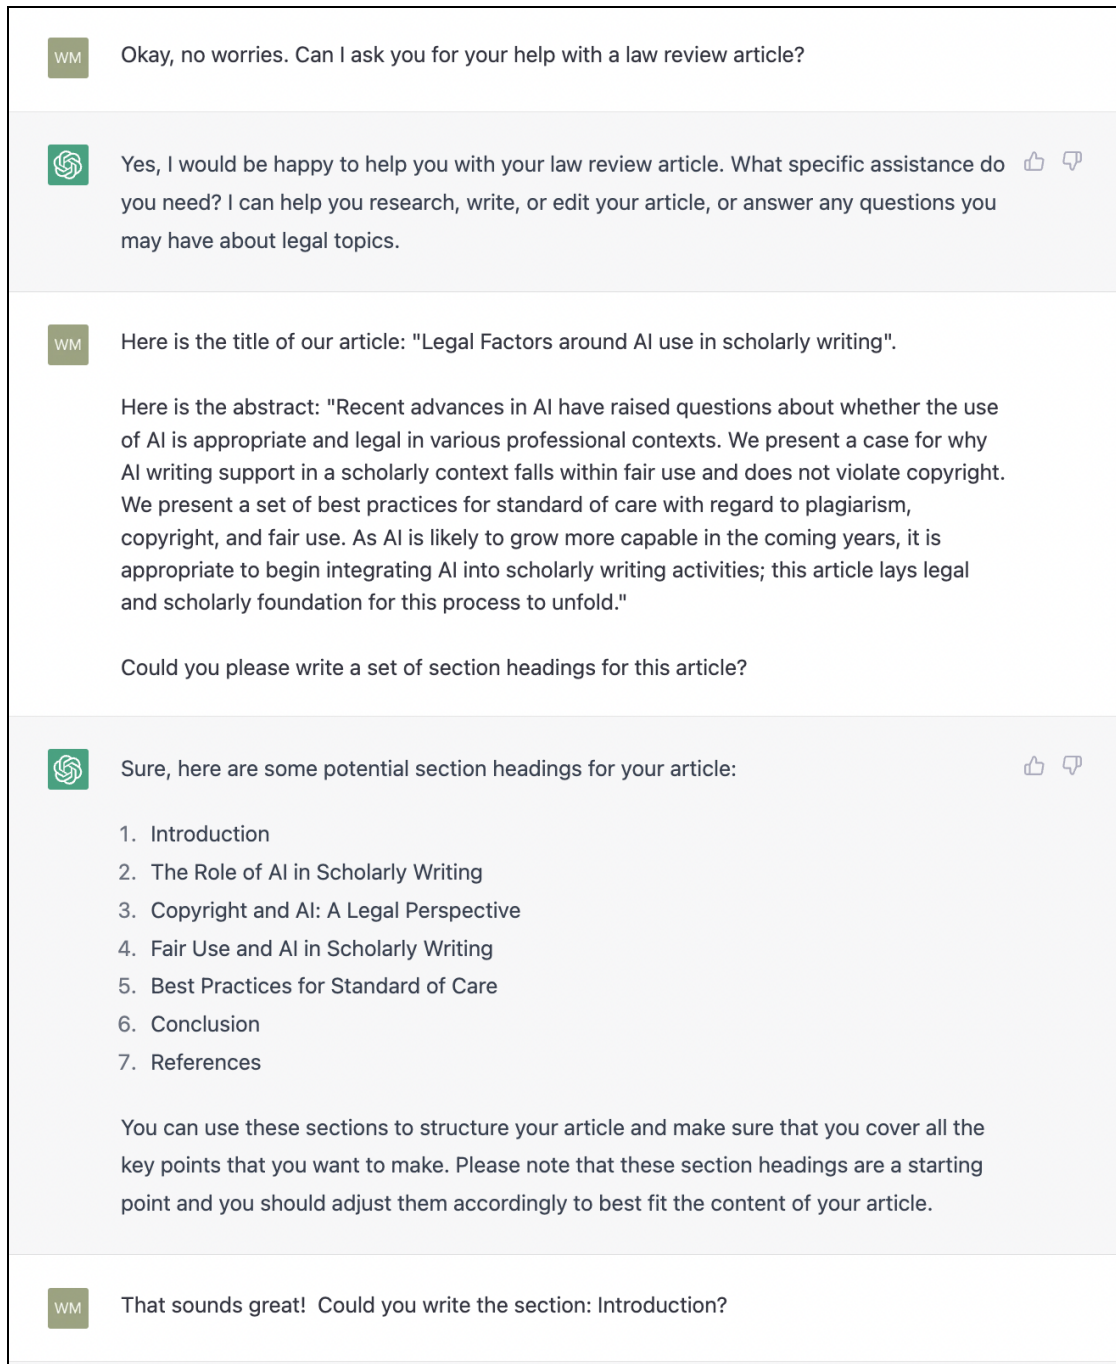 WM
Okay, no worries. Can I ask you for your help with a law review article?
Yes, I would be happy to help you with your law review article. What specific assistance do
you need? I can help you research, write, or edit your article, or answer any questions you
may have about legal topics.
WM
Here is the title of our article: "Legal Factors around AI use in scholarly writing".
Here is the abstract: "Recent advances in AI have raised questions about whether the use
of AI is appropriate and legal in various professional contexts. We present a case for why
AI writing support in a scholarly context falls within fair use and does not violate copyright.
We present a set of best practices for standard of care with regard to plagiarism,
copyright, and fair use. As AI is likely to grow more capable in the coming years, it is
appropriate to begin integrating AI into scholarly writing activities; this article lays legal
and scholarly foundation for this process to unfold."
Could you please write a set of section headings for this article?
Sure, here are some potential section headings for your article:
1. Introduction
2. The Role of AI in Scholarly Writing
3. Copyright and AI: A Legal Perspective
4. Fair Use and AI in Scholarly Writing
5. Best Practices for Standard of Care
6. Conclusion
7. References
You can use these sections to structure your article and make sure that you cover all the
key points that you want to make. Please note that these section headings are a starting
point and you should adjust them accordingly to best fit the content of your article.
WM
That sounds great!  Could you write the section: Introduction?